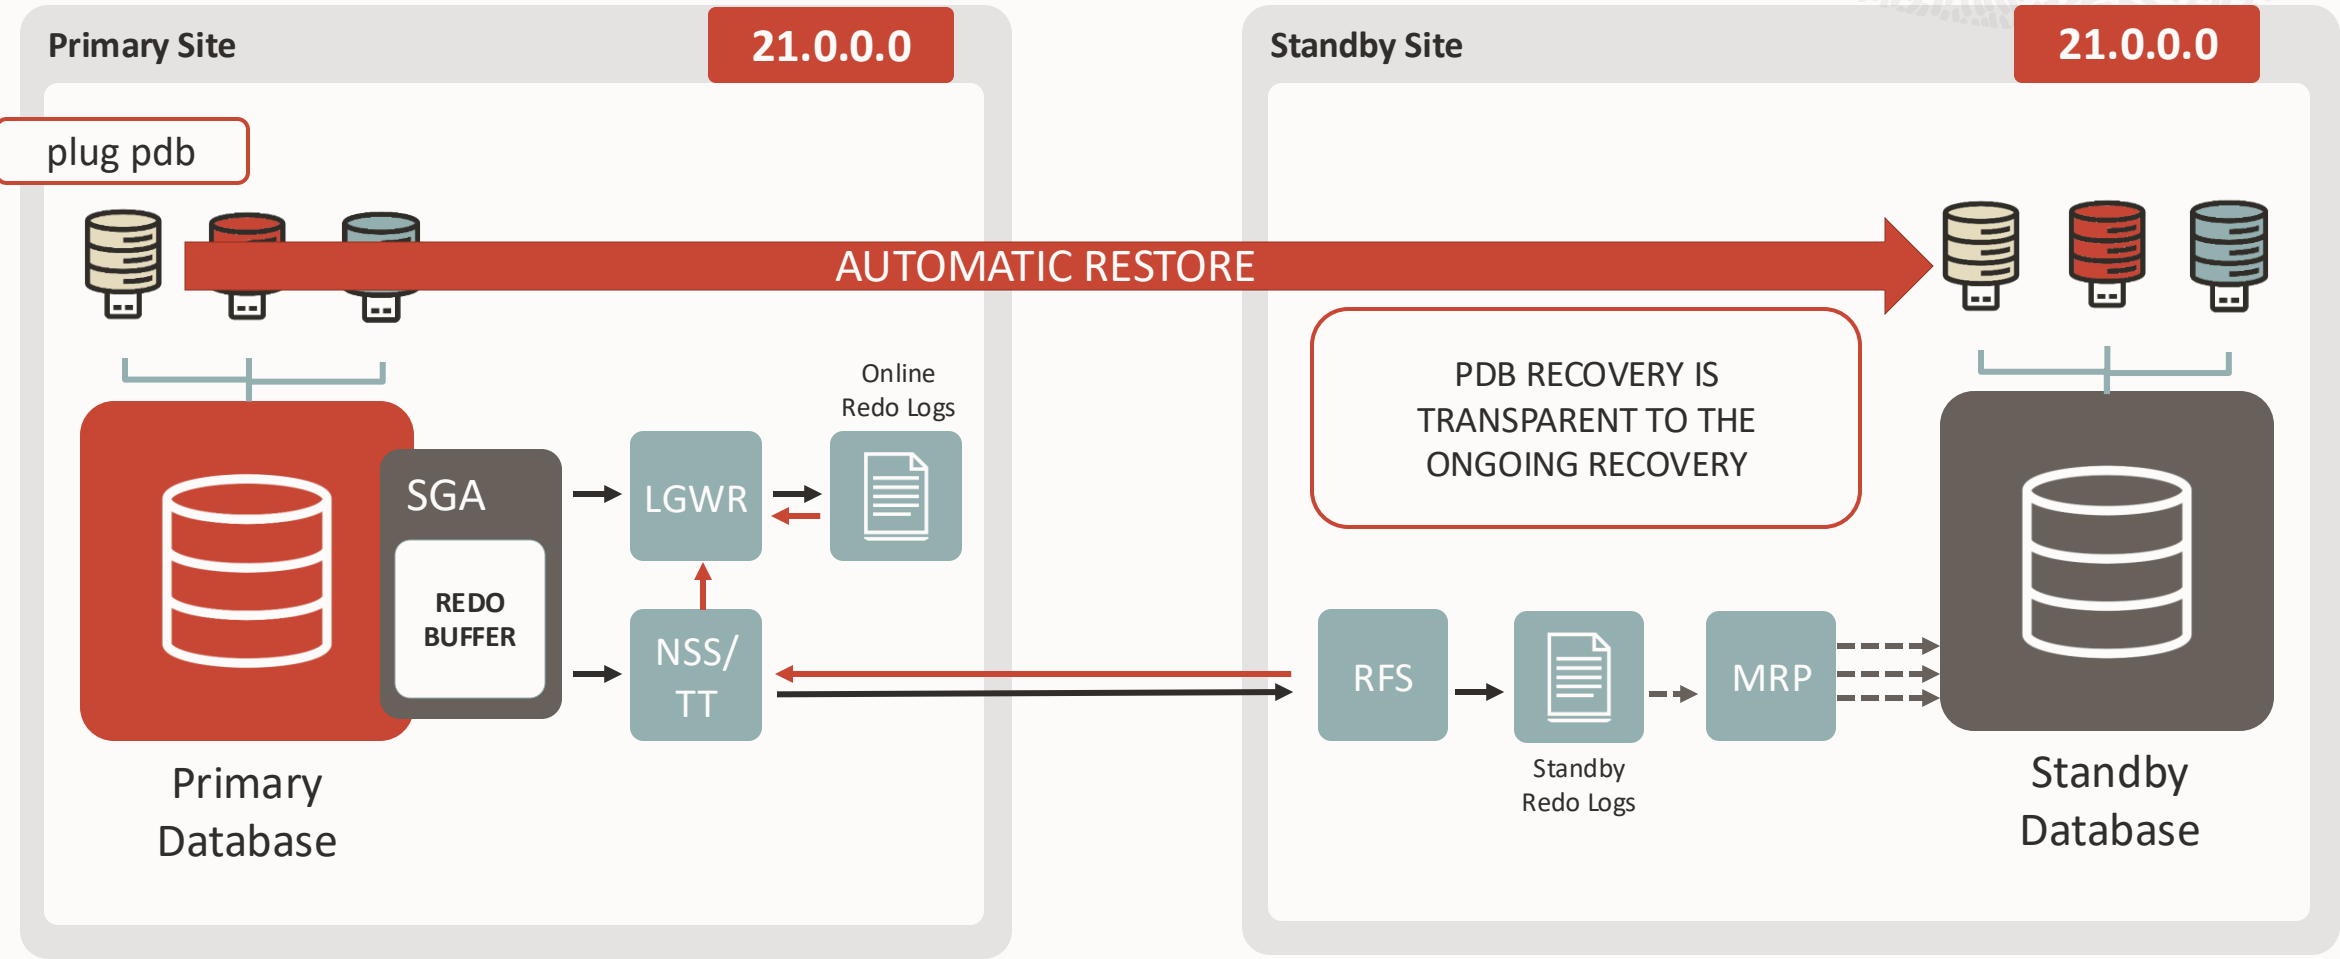 Primary Site
21.0.0.0
plug pdb
AUTOMATIC RESTORE
Online
Redo Logs
SGA
LGWR
REDO
BUFFER
NSS/
TT
Primary
Database
Standby Site
21.0.0.0
PDB RECOVERY IS
TRANSPARENT TO THE
ONGOING RECOVERY
RFS
MRP
Standby
Redo Logs
Standby
Database